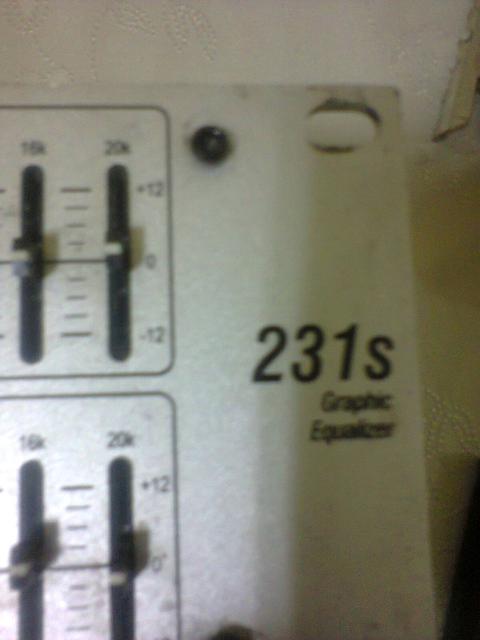 16k 20k
+12
0
-12
231s
Graphic
Equalizer
16k 20k
+12
0